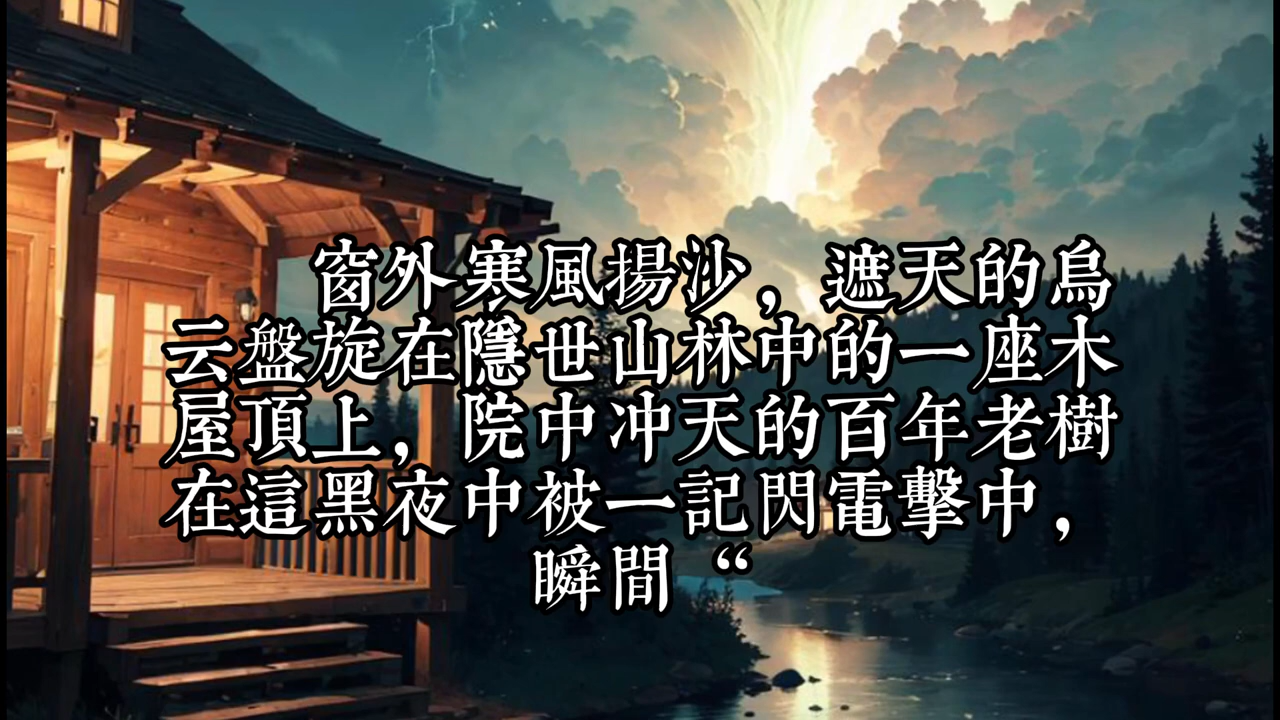 窗外寒風揚沙，遮天的烏
云盤旋在隱世山林中的一座木
屋頂上，院中冲天的百年老樹
在這黑夜中被一記閃電擊中，
瞬間“